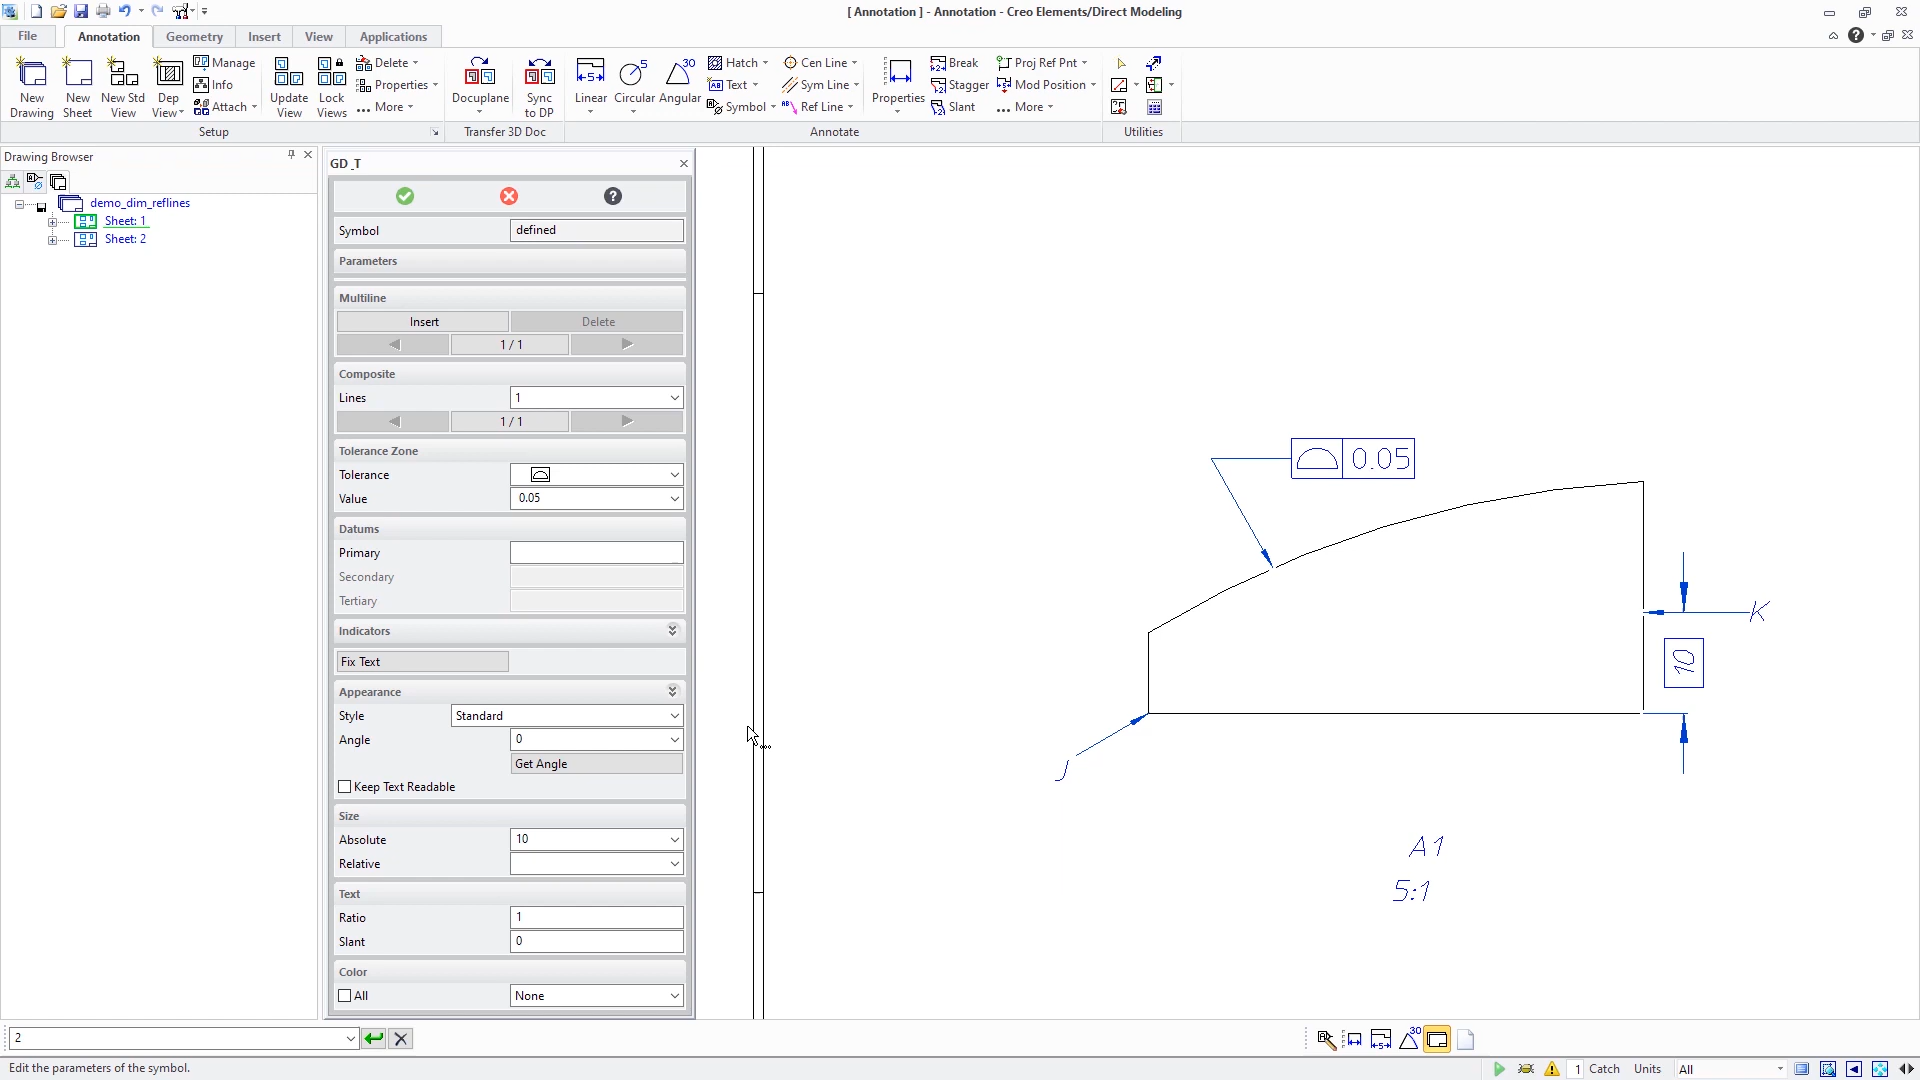 [ Annotation ] - Annotation - Creo Elements/Direct Modeling
File
Annotation
Geometry
Insert
View
Applications
New Drawing
New Sheet
New Std View
Dep View
Manage
Info
Attach
Update View
Lock Views
Delete
Properties
... More
Docuplane
Sync to DP
Linear
Circular
Angular
Hatch
Text
Symbol
Cen Line
Sym Line
Ref Line
Properties
Break
Stagger
Slant
Proj Ref Pnt
Mod Position
... More
Setup
Transfer 3D Doc
Annotate
Utilities
Drawing Browser
demo_dim_reflines
Sheet: 1
Sheet: 2
GD_T
Symbol defined
Parameters
Multiline
Insert Delete
1 / 1
Composite
Lines 1
1 / 1
Tolerance Zone
Tolerance
Value 0.05
Datums
Primary
Secondary
Tertiary
Indicators
Fix Text
Appearance
Style Standard
Angle 0
Get Angle
Keep Text Readable
Size
Absolute 10
Relative
Text
Ratio 1
Slant 0
Color
All None
0.05
K
10
J
A1
5:1
2
Edit the parameters of the symbol.
1 Catch Units All